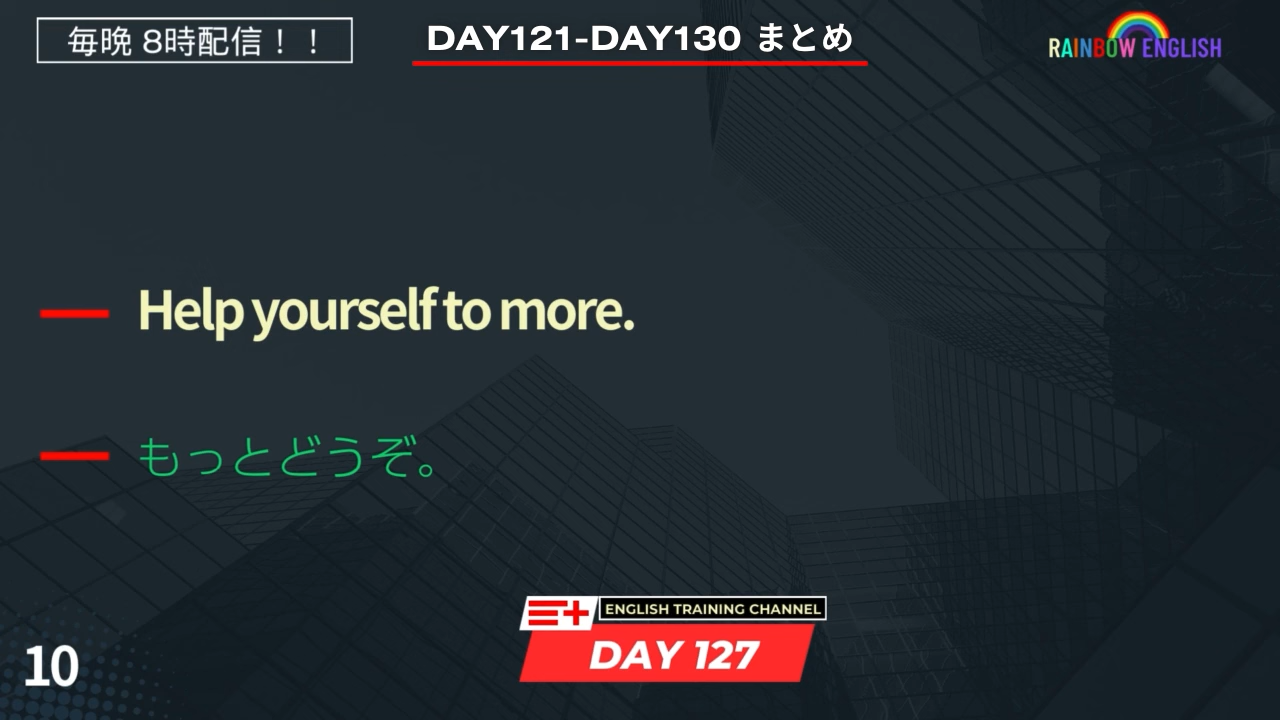 毎晩 8時配信！！
DAY121-DAY130 まとめ
RAINBOW ENGLISH
Help yourself to more.
もっとどうぞ。
ENGLISH TRAINING CHANNEL
DAY 127
10